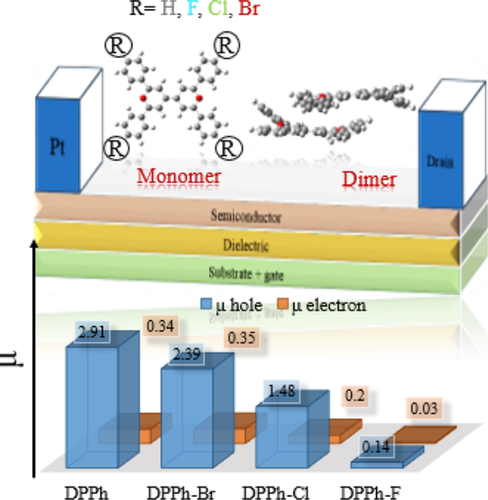 R= H, F, Cl, Br
R R
R R
Monomer Dimer
Pt Drain
Semiconductor
Dielectric
Substrate + gate
μ hole μ electron
μ
2.91 0.34 2.39 0.35 1.48 0.2 0.14 0.03
DPPh DPPh-Br DPPh-Cl DPPh-F